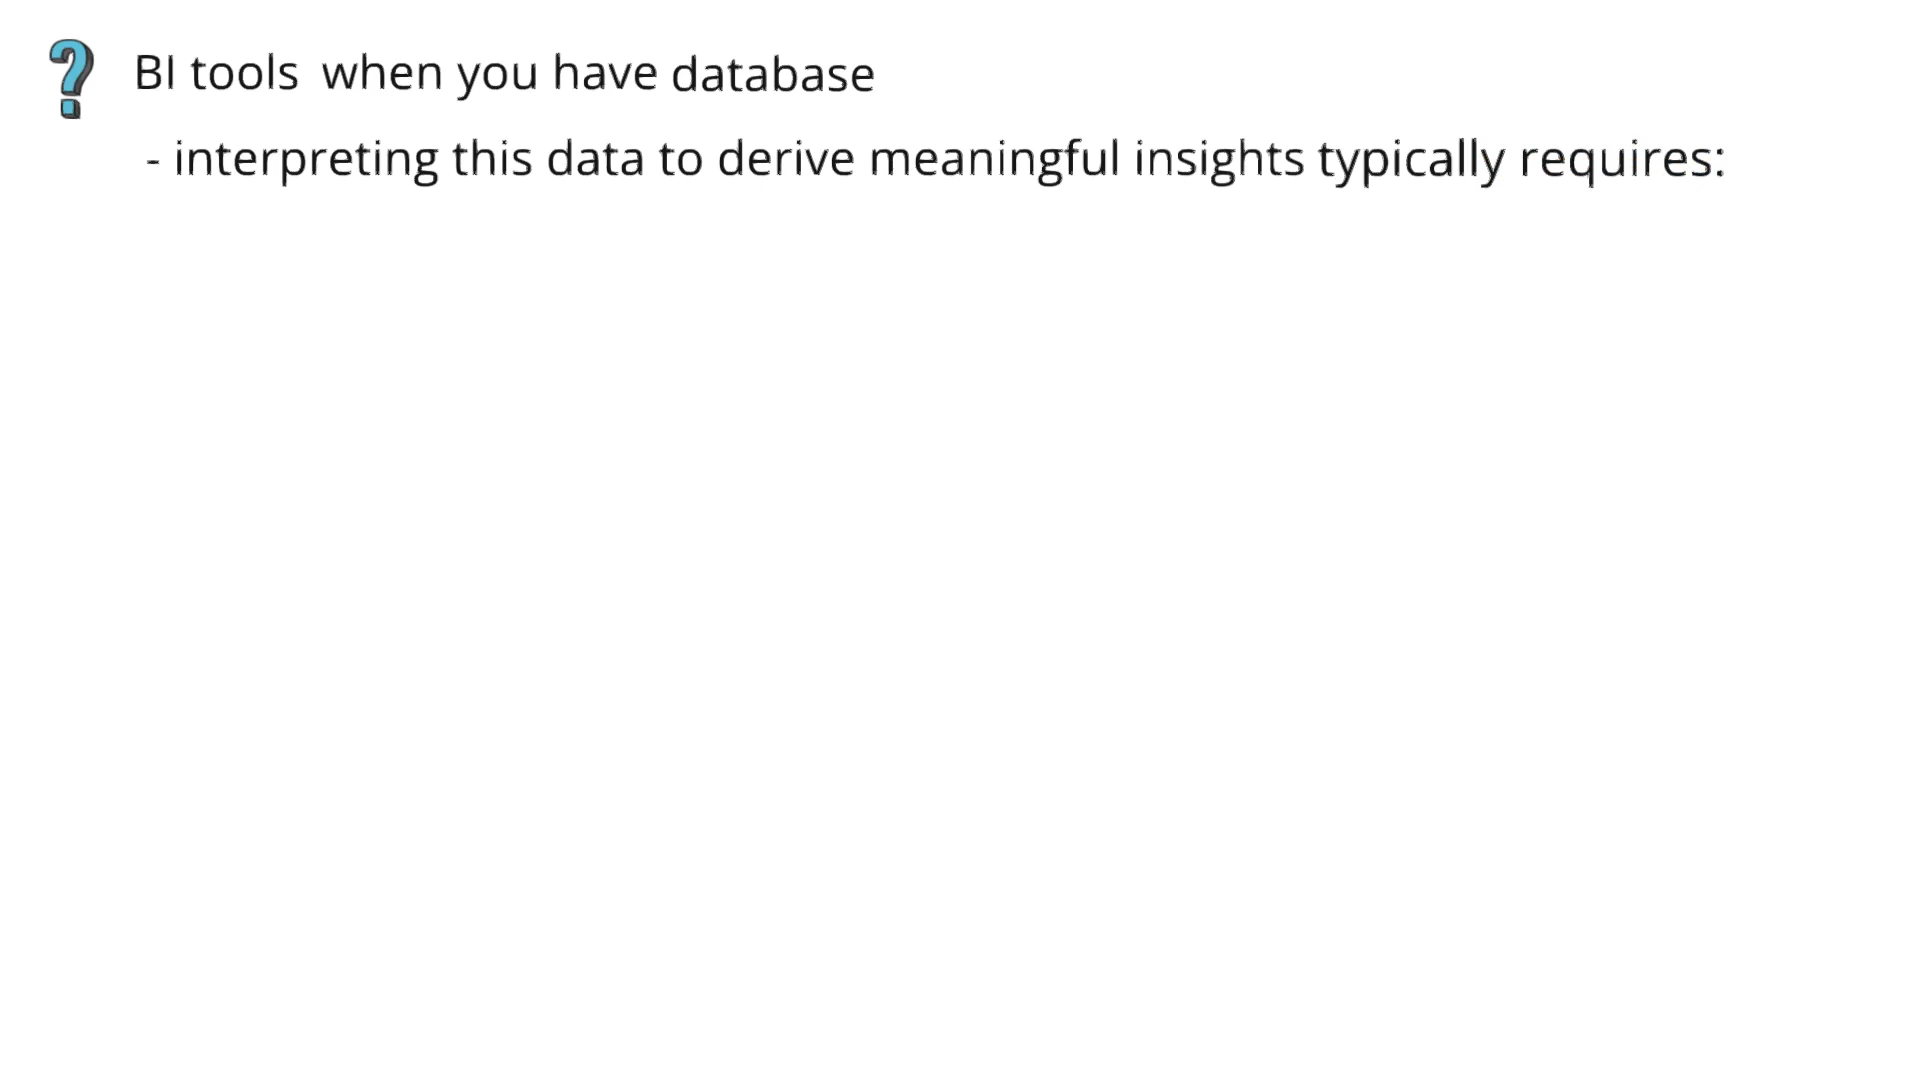 BI tools when you have database
- interpreting this data to derive meaningful insights typically requires: